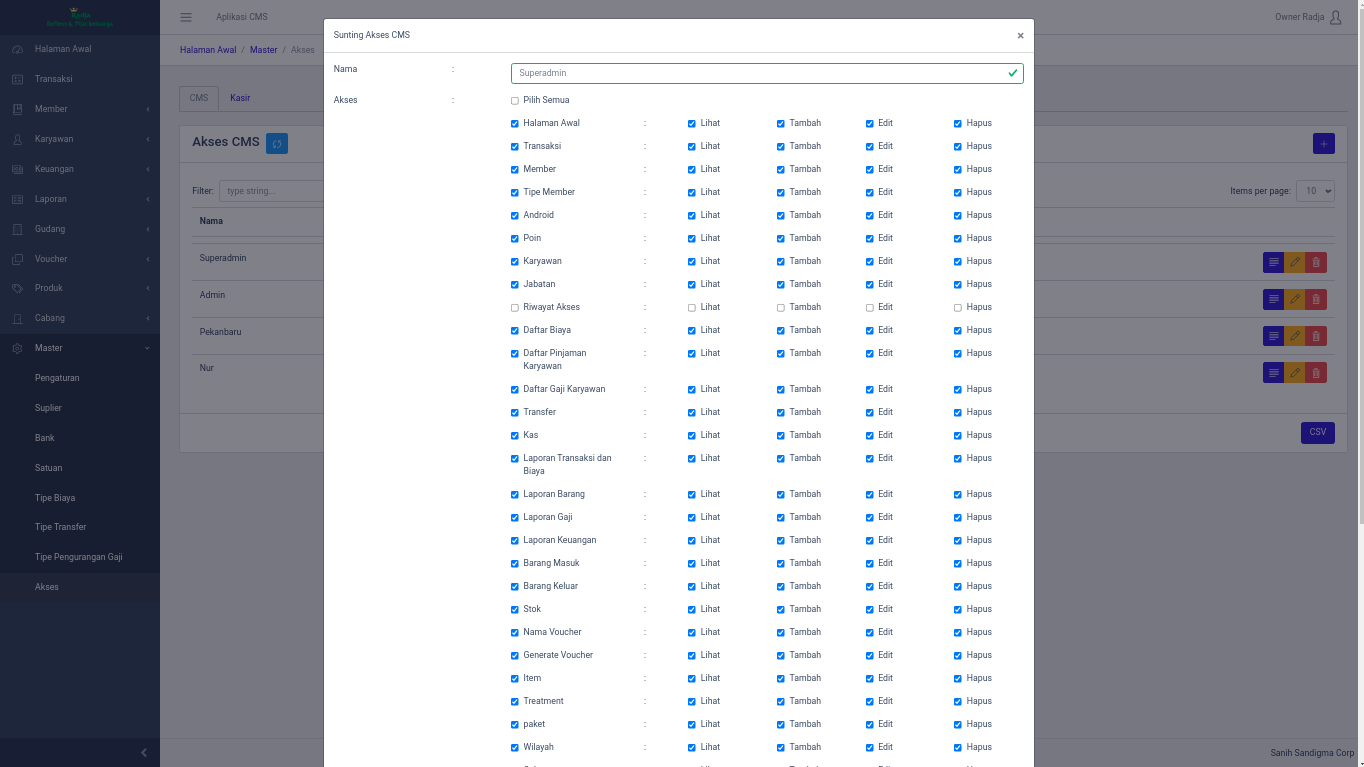 Radja
Aplikasi CMS
Owner Radja
Halaman Awal
Transaksi
Member
Karyawan
Keuangan
Laporan
Gudang
Voucher
Produk
Cabang
Master
Pengaturan
Suplier
Bank
Satuan
Tipe Biaya
Tipe Transfer
Tipe Pengurangan Gaji
Akses
Halaman Awal / Master / Akses
CMS Kasir
Akses CMS
+
Filter: type string...
Items per page: 10
Nama
Superadmin
Admin
Pekanbaru
Nur
CSV
Sanih Sandigma Corp
Sunting Akses CMS ×
Nama : Superadmin
Akses : Pilih Semua
Halaman Awal : Lihat Tambah Edit Hapus
Transaksi : Lihat Tambah Edit Hapus
Member : Lihat Tambah Edit Hapus
Tipe Member : Lihat Tambah Edit Hapus
Android : Lihat Tambah Edit Hapus
Poin : Lihat Tambah Edit Hapus
Karyawan : Lihat Tambah Edit Hapus
Jabatan : Lihat Tambah Edit Hapus
Riwayat Akses : Lihat Tambah Edit Hapus
Daftar Biaya : Lihat Tambah Edit Hapus
Daftar Pinjaman : Lihat Tambah Edit Hapus
Karyawan
Daftar Gaji Karyawan : Lihat Tambah Edit Hapus
Transfer : Lihat Tambah Edit Hapus
Kas : Lihat Tambah Edit Hapus
Laporan Transaksi dan : Lihat Tambah Edit Hapus
Biaya
Laporan Barang : Lihat Tambah Edit Hapus
Laporan Gaji : Lihat Tambah Edit Hapus
Laporan Keuangan : Lihat Tambah Edit Hapus
Barang Masuk : Lihat Tambah Edit Hapus
Barang Keluar : Lihat Tambah Edit Hapus
Stok : Lihat Tambah Edit Hapus
Nama Voucher : Lihat Tambah Edit Hapus
Generate Voucher : Lihat Tambah Edit Hapus
Item : Lihat Tambah Edit Hapus
Treatment : Lihat Tambah Edit Hapus
paket : Lihat Tambah Edit Hapus
Wilayah : Lihat Tambah Edit Hapus